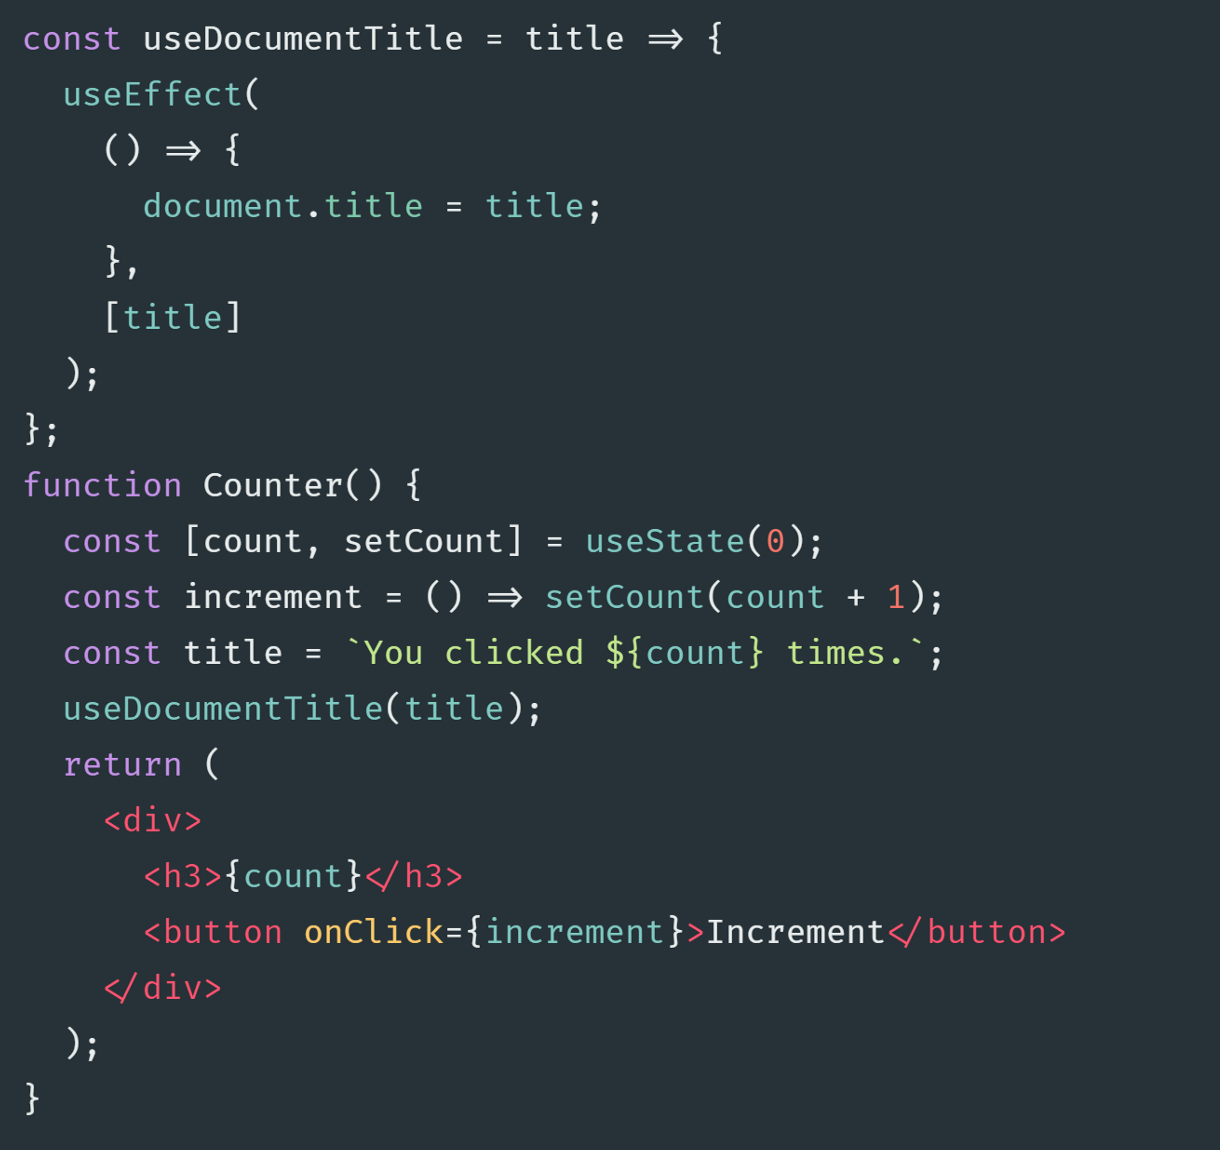 const useDocumentTitle = title => {
  useEffect(
    () => {
      document.title = title;
    },
    [title]
  );
};
function Counter() {
  const [count, setCount] = useState(0);
  const increment = () => setCount(count + 1);
  const title = `You clicked ${count} times.`;
  useDocumentTitle(title);
  return (
    <div>
      <h3>{count}</h3>
      <button onClick={increment}>Increment</button>
    </div>
  );
}